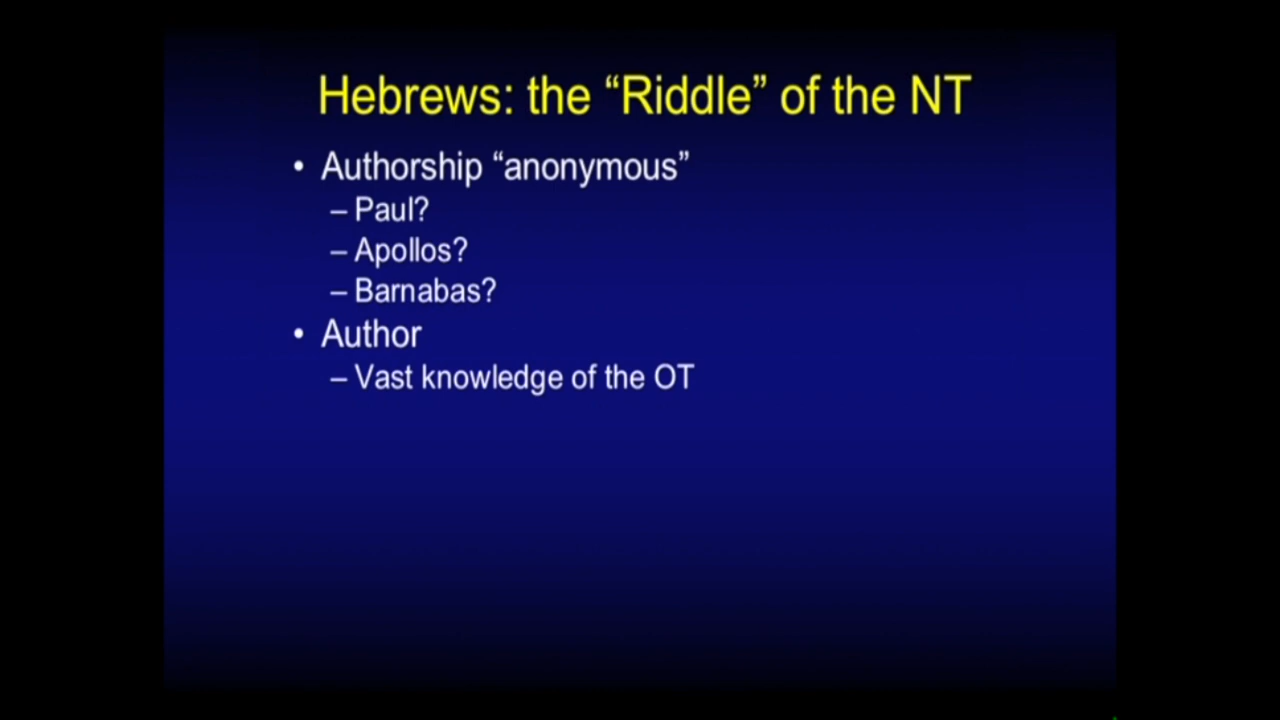 Hebrews: the “Riddle” of the NT
• Authorship “anonymous”
– Paul?
– Apollos?
– Barnabas?
• Author
– Vast knowledge of the OT